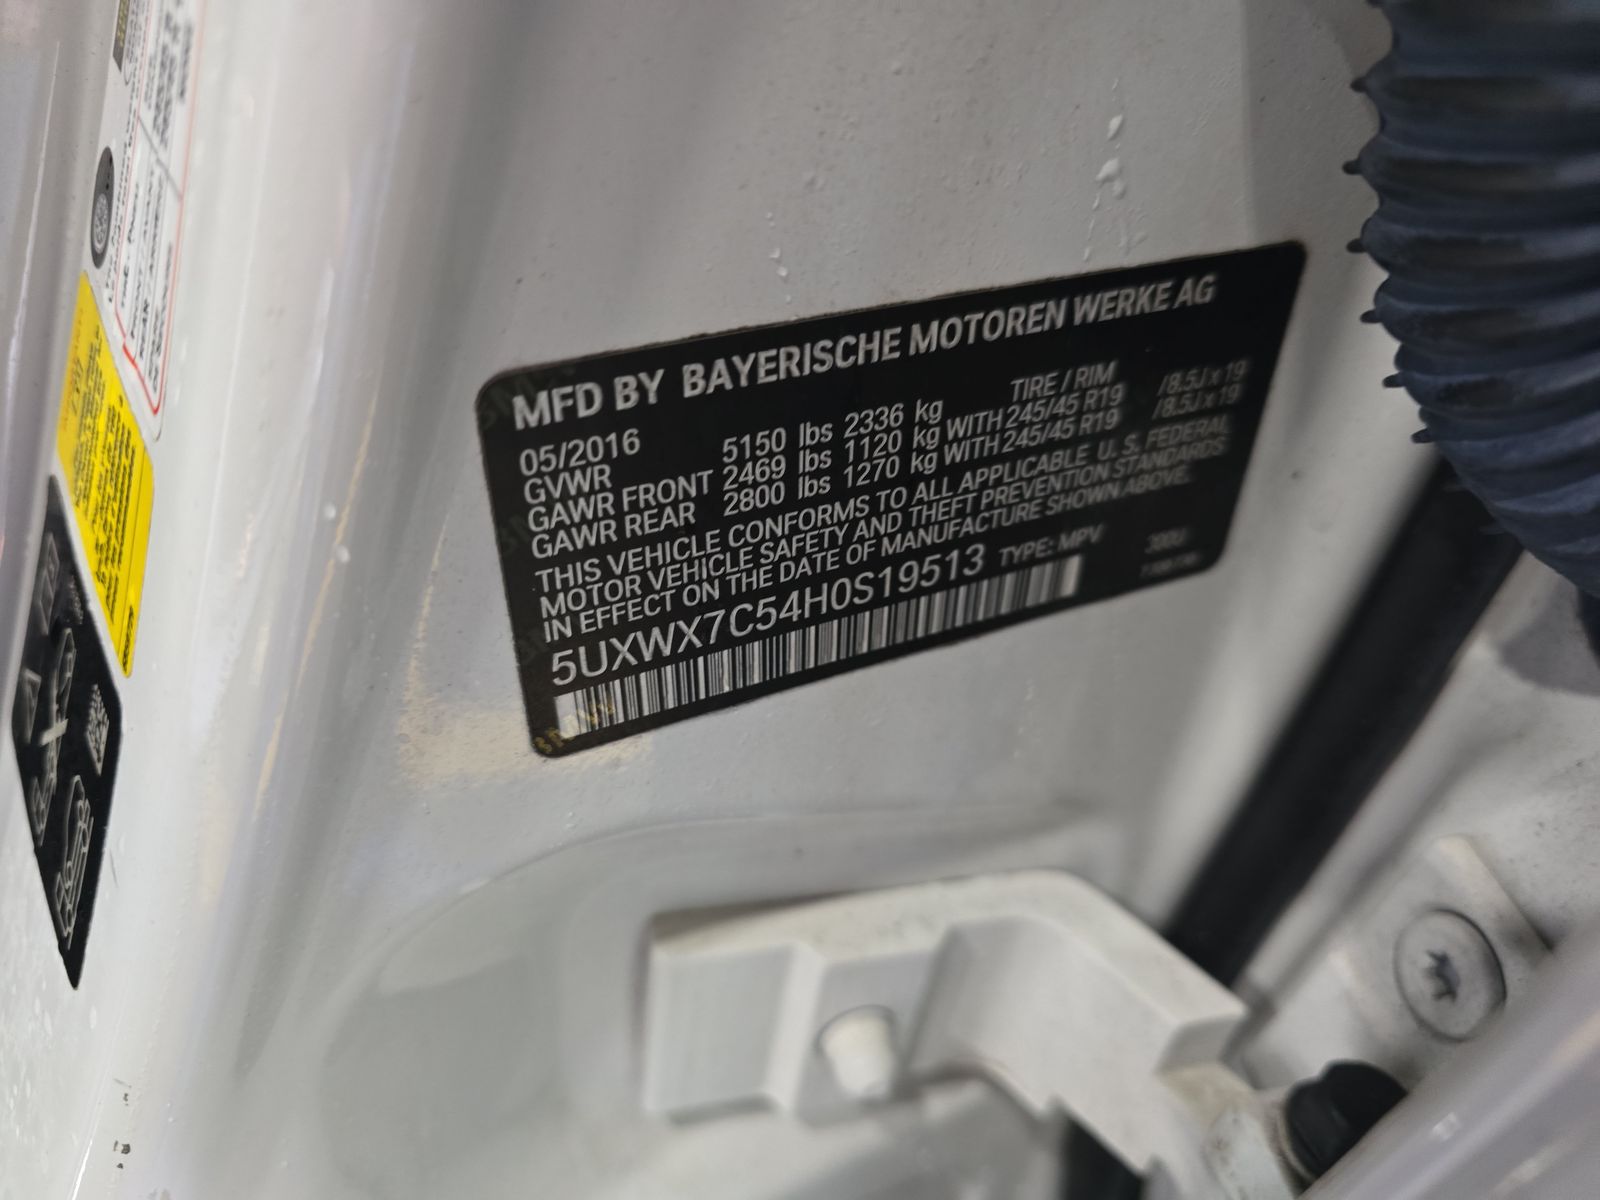 MFD BY BAYERISCHE MOTOREN WERKE AG
05/2016 TIRE / RIM
GVWR 5150 lbs 2336 kg
GAWR FRONT 2469 lbs 1120 kg WITH 245/45 R19 /8.5J x 19
GAWR REAR 2800 lbs 1270 kg WITH 245/45 R19 /8.5J x 19
THIS VEHICLE CONFORMS TO ALL APPLICABLE U. S. FEDERAL
MOTOR VEHICLE SAFETY AND THEFT PREVENTION STANDARDS
IN EFFECT ON THE DATE OF MANUFACTURE SHOWN ABOVE.
5UXWX7C54H0S19513 TYPE: MPV